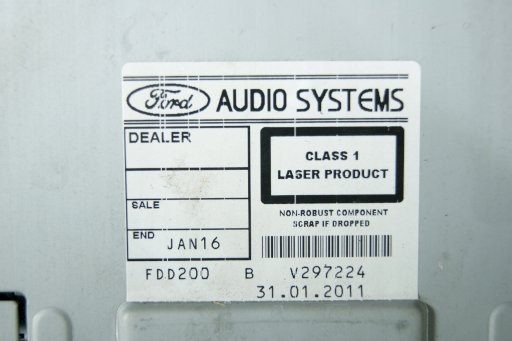 Ford AUDIO SYSTEMS
DEALER
CLASS 1
LASER PRODUCT
SALE
NON-ROBUST COMPONENT
SCRAP IF DROPPED
END JAN16
FDD200 B V297224
31.01.2011